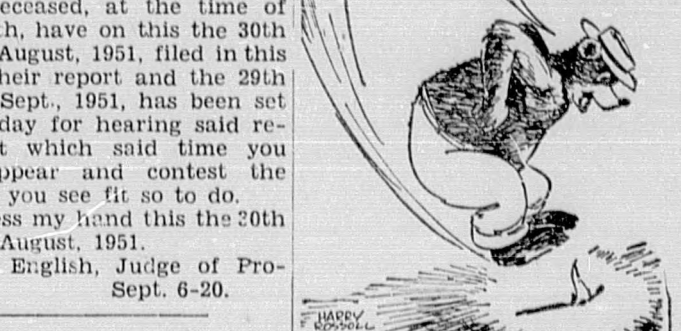 eceased, at the time of
h, have on this the 30th
August, 1951, filed in this
heir report and the 29th
Sept., 1951, has been set
day for hearing said re-
t which said time you
ppear and contest the
you see fit so to do.
ess my hand this the 30th
August, 1951.
English, Judge of Pro-
Sept. 6-20.
HARRY
ROSSOLL